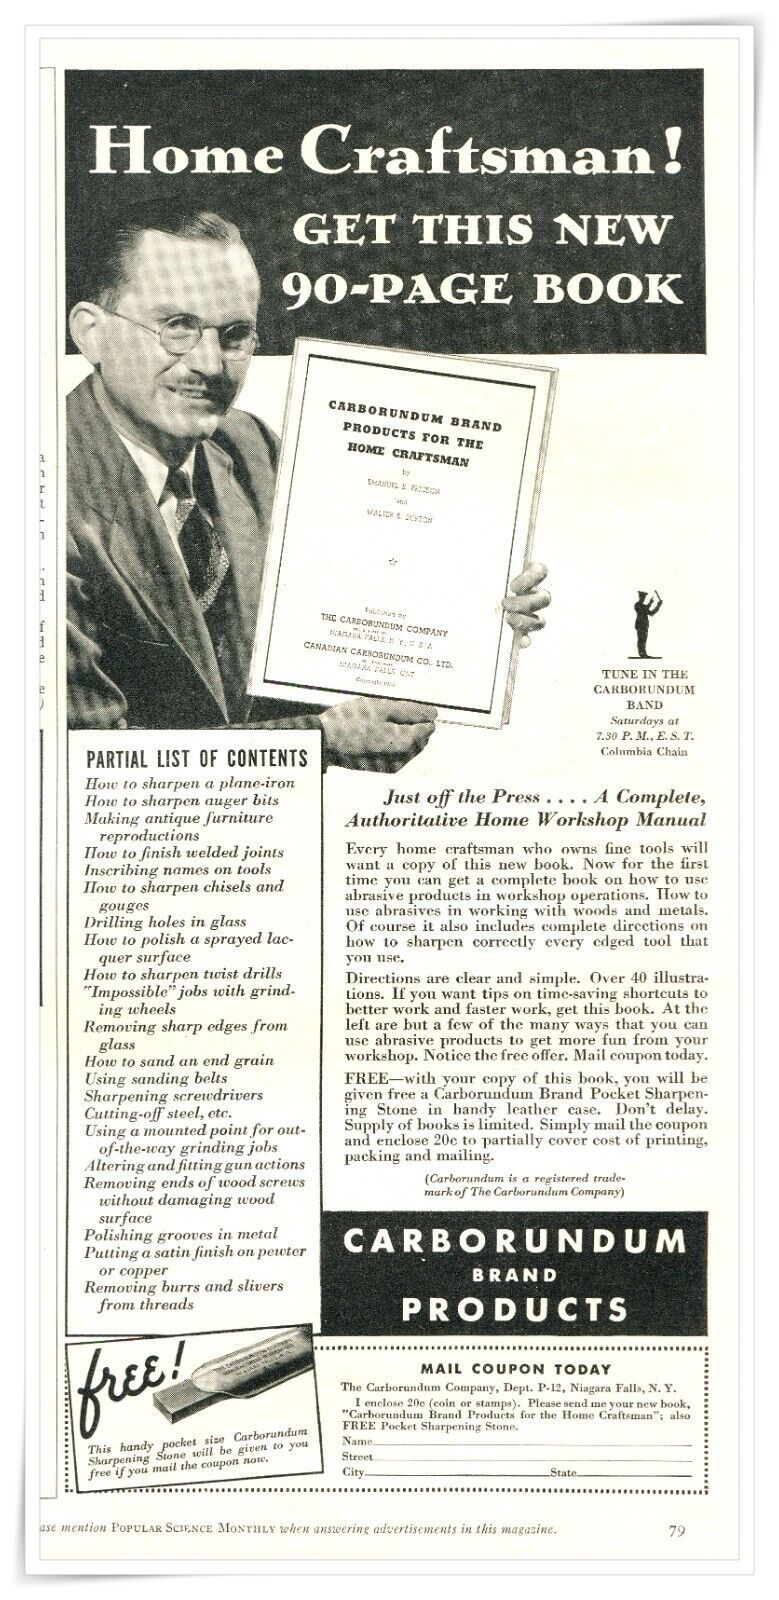 Home Craftsman!
GET THIS NEW
90-PAGE BOOK
CARBORUNDUM BRAND
PRODUCTS FOR THE
HOME CRAFTSMAN
by
EMANUEL E. ERICSON
and
WALTER E. BURTON
Published by
THE CARBORUNDUM COMPANY
NIAGARA FALLS, N. Y., U. S. A.
CANADIAN CARBORUNDUM CO., LTD.
NIAGARA FALLS, ONT.
TUNE IN THE
CARBORUNDUM
BAND
Saturdays at
7.30 P. M., E. S. T.
Columbia Chain
PARTIAL LIST OF CONTENTS
How to sharpen a plane-iron
How to sharpen auger bits
Making antique furniture
reproductions
How to finish welded joints
Inscribing names on tools
How to sharpen chisels and
gouges
Drilling holes in glass
How to polish a sprayed lac-
quer surface
How to sharpen twist drills
"Impossible" jobs with grind-
ing wheels
Removing sharp edges from
glass
How to sand an end grain
Using sanding belts
Sharpening screwdrivers
Cutting-off steel, etc.
Using a mounted point for out-
of-the-way grinding jobs
Altering and fitting gun actions
Removing ends of wood screws
without damaging wood
surface
Polishing grooves in metal
Putting a satin finish on pewter
or copper
Removing burrs and slivers
from threads
Just off the Press .... A Complete,
Authoritative Home Workshop Manual
Every home craftsman who owns fine tools will
want a copy of this new book. Now for the first
time you can get a complete book on how to use
abrasive products in workshop operations. How to
use abrasives in working with woods and metals.
Of course it also includes complete directions on
how to sharpen correctly every edged tool that
you use.
Directions are clear and simple. Over 40 illustra-
tions. If you want tips on time-saving shortcuts to
better work and faster work, get this book. At the
left are but a few of the many ways that you can
use abrasive products to get more fun from your
workshop. Notice the free offer. Mail coupon today.
FREE—with your copy of this book, you will be
given free a Carborundum Brand Pocket Sharpen-
ing Stone in handy leather case. Don't delay.
Supply of books is limited. Simply mail the coupon
and enclose 20c to partially cover cost of printing,
packing and mailing.
(Carborundum is a registered trade-
mark of The Carborundum Company)
CARBORUNDUM
BRAND
PRODUCTS
free!
THE CARBORUNDUM COMPANY
This handy pocket size Carborundum
Sharpening Stone will be given to you
free if you mail the coupon now.
MAIL COUPON TODAY
The Carborundum Company, Dept. P-12, Niagara Falls, N. Y.
I enclose 20c (coin or stamps). Please send me your new book,
"Carborundum Brand Products for the Home Craftsman"; also
FREE Pocket Sharpening Stone.
Name
Street
City State
ase mention POPULAR SCIENCE MONTHLY when answering advertisements in this magazine.
79